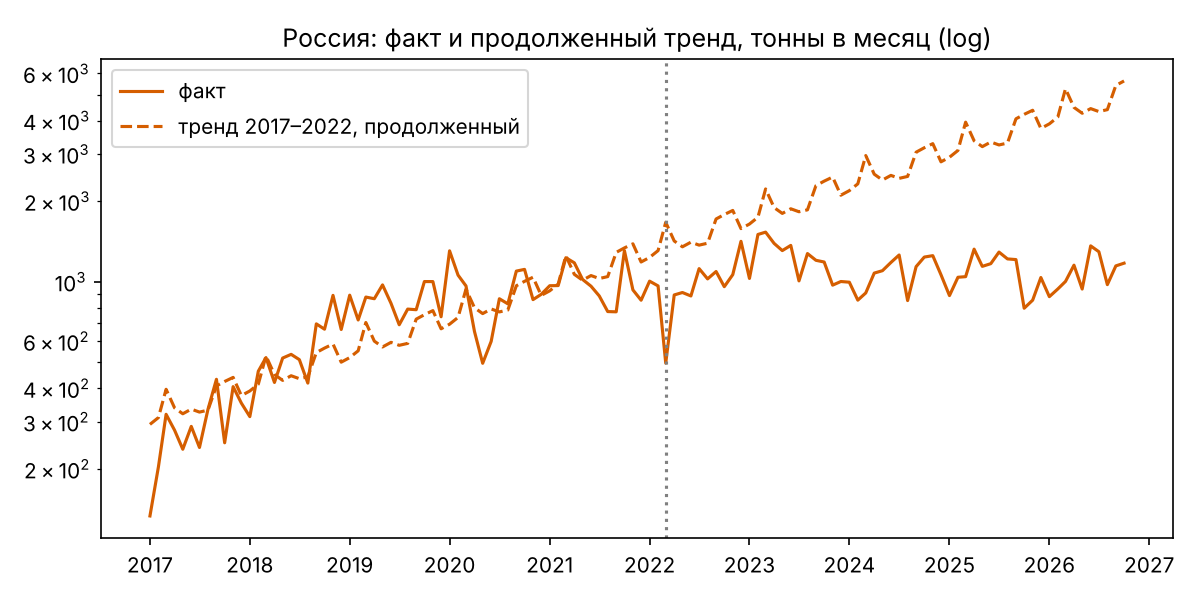 Россия: факт и продолженный тренд, тонны в месяц (log)
факт
тренд 2017–2022, продолженный
6 × 10³
4 × 10³
3 × 10³
2 × 10³
10³
6 × 10²
4 × 10²
3 × 10²
2 × 10²
2017 2018 2019 2020 2021 2022 2023 2024 2025 2026 2027